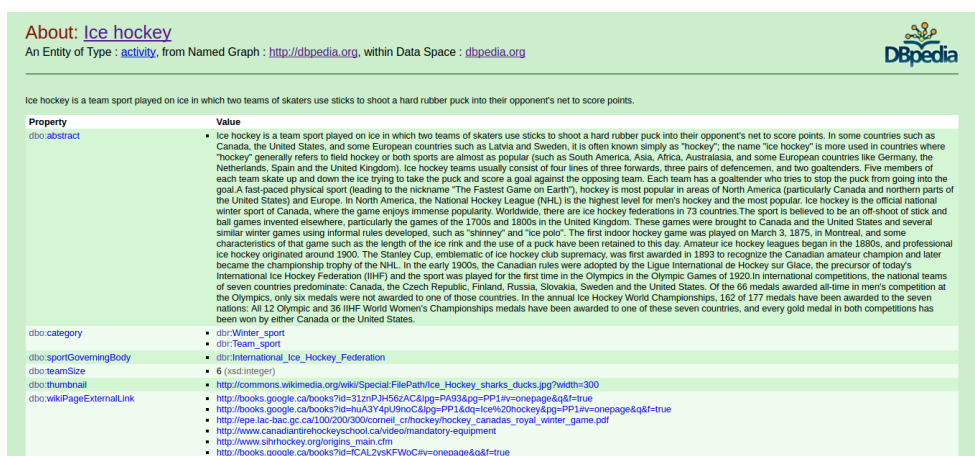 About: Ice hockey
An Entity of Type : activity, from Named Graph : http://dbpedia.org, within Data Space : dbpedia.org
DBpedia
Ice hockey is a team sport played on ice in which two teams of skaters use sticks to shoot a hard rubber puck into their opponent's net to score points.
Property Value
dbo:abstract ▪ Ice hockey is a team sport played on ice in which two teams of skaters use sticks to shoot a hard rubber puck into their opponent's net to score points. In some countries such as
Canada, the United States, and some European countries such as Latvia and Sweden, it is often known simply as "hockey"; the name "ice hockey" is more used in countries where
"hockey" generally refers to field hockey or both sports are almost as popular (such as South America, Asia, Africa, Australasia, and some European countries like Germany, the
Netherlands, Spain and the United Kingdom). Ice hockey teams usually consist of four lines of three forwards, three pairs of defencemen, and two goaltenders. Five members of
each team skate up and down the ice trying to take the puck and score a goal against the opposing team. Each team has a goaltender who tries to stop the puck from going into the
goal.A fast-paced physical sport (leading to the nickname "The Fastest Game on Earth"), hockey is most popular in areas of North America (particularly Canada and northern parts of
the United States) and Europe. In North America, the National Hockey League (NHL) is the highest level for men's hockey and the most popular. Ice hockey is the official national
winter sport of Canada, where the game enjoys immense popularity. Worldwide, there are ice hockey federations in 73 countries.The sport is believed to be an off-shoot of stick and
ball games invented elsewhere, particularly the games of the 1700s and 1800s in the United Kingdom. These games were brought to Canada and the United States and several
similar winter games using informal rules developed, such as "shinney" and "ice polo". The first indoor hockey game was played on March 3, 1875, in Montreal, and some
characteristics of that game such as the length of the ice rink and the use of a puck have been retained to this day. Amateur ice hockey leagues began in the 1880s, and professional
ice hockey originated around 1900. The Stanley Cup, emblematic of ice hockey club supremacy, was first awarded in 1893 to recognize the Canadian amateur champion and later
became the championship trophy of the NHL. In the early 1900s, the Canadian rules were adopted by the Ligue International de Hockey sur Glace, the precursor of today's
International Ice Hockey Federation (IIHF) and the sport was played for the first time in the Olympics in the Olympic Games of 1920.In international competitions, the national teams
of seven countries predominate: Canada, the Czech Republic, Finland, Russia, Slovakia, Sweden and the United States. Of the 66 medals awarded all-time in men's competition at
the Olympics, only six medals were not awarded to one of those countries. In the annual Ice Hockey World Championships, 162 of 177 medals have been awarded to the seven
nations: All 12 Olympic and 36 IIHF World Women's Championships medals have been awarded to one of these seven countries, and every gold medal in both competitions has
been won by either Canada or the United States.
dbo:category ▪ dbr:Winter_sport
▪ dbr:Team_sport
dbo:sportGoverningBody ▪ dbr:International_Ice_Hockey_Federation
dbo:teamSize ▪ 6 (xsd:integer)
dbo:thumbnail ▪ http://commons.wikimedia.org/wiki/Special:FilePath/Ice_Hockey_sharks_ducks.jpg?width=300
dbo:wikiPageExternalLink ▪ http://books.google.ca/books?id=31znPJH56zAC&lpg=PA93&pg=PP1#v=onepage&q&f=true
▪ http://books.google.ca/books?id=huA3Y4pU9noC&lpg=PP1&dq=Ice%20hockey&pg=PP1#v=onepage&q&f=true
▪ http://epe.lac-bac.gc.ca/100/200/300/corneil_cr/hockey/hockey_canadas_royal_winter_game.pdf
▪ http://www.canadiantirehockeyschool.ca/video/mandatory-equipment
▪ http://www.sihrhockey.org/origins_main.cfm
▪ http://books.google.ca/books?id=fCAL2ysKFWoC#v=onepage&q&f=true